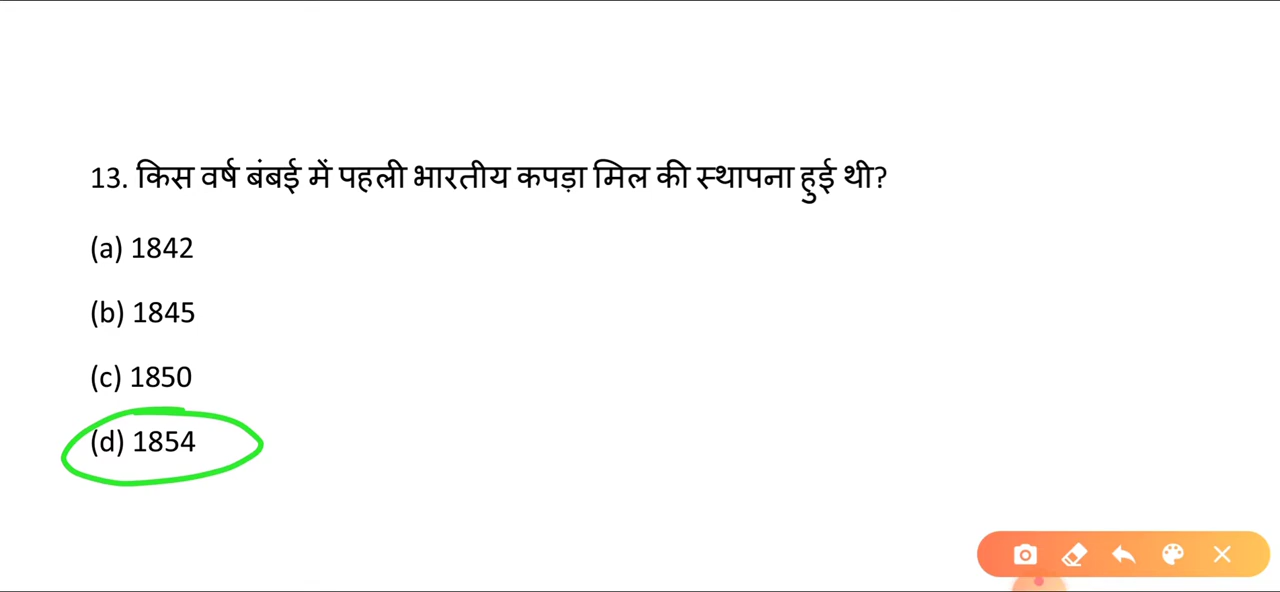 13. किस वर्ष बंबई में पहली भारतीय कपड़ा मिल की स्थापना हुई थी?
(a) 1842
(b) 1845
(c) 1850
(d) 1854